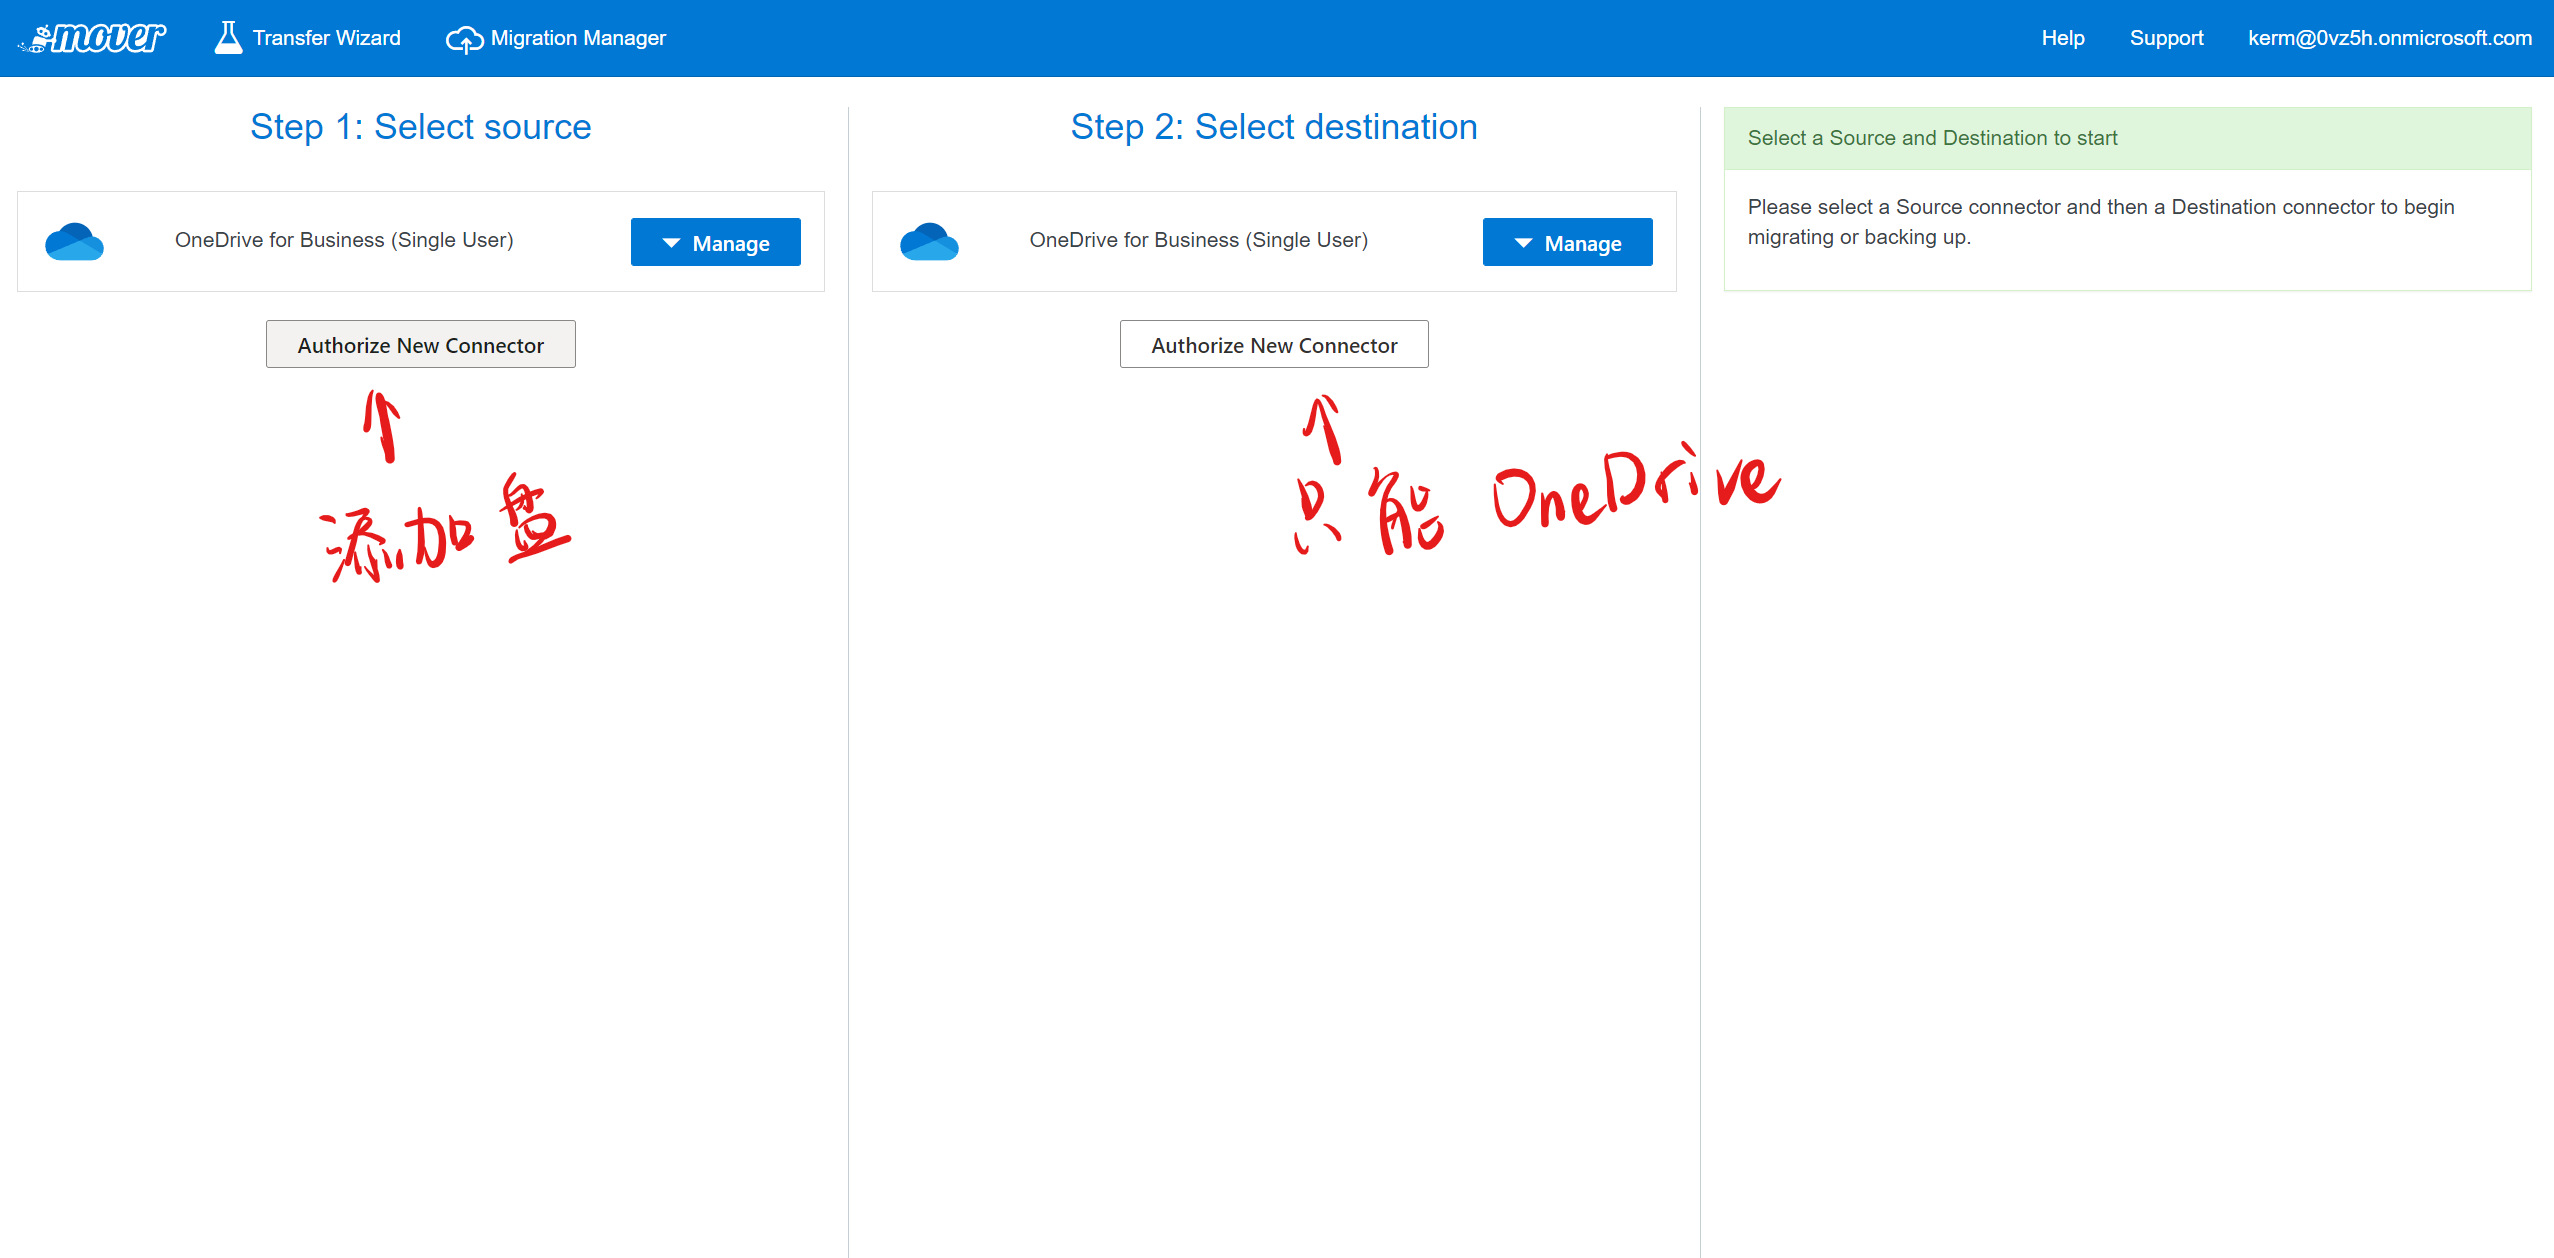 mover
Transfer Wizard
Migration Manager
Help
Support
kerm@0vz5h.onmicrosoft.com
Step 1: Select source
OneDrive for Business (Single User)
Manage
Authorize New Connector
添加盘
Step 2: Select destination
OneDrive for Business (Single User)
Manage
Authorize New Connector
只能 OneDrive
Select a Source and Destination to start
Please select a Source connector and then a Destination connector to begin
migrating or backing up.